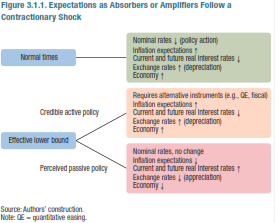 Figure 3.1.1. Expectations as Absorbers or Amplifiers Follow a
Contractionary Shock
Normal times
Nominal rates ↓ (policy action)
Inflation expectations ↑
Current and future real interest rates ↓
Exchange rates ↑ (depreciation)
Economy ↑
Credible active policy
Requires alternative instruments (e.g., QE, fiscal)
Inflation expectations ↑
Current and future real interest rates ↓
Exchange rates ↑ (depreciation)
Economy ↑
Effective lower bound
Perceived passive policy
Nominal rates, no change
Inflation expectations ↓
Current and future real interest rates ↑
Exchange rates ↓ (appreciation)
Economy ↓
Source: Authors' construction.
Note: QE = quantitative easing.